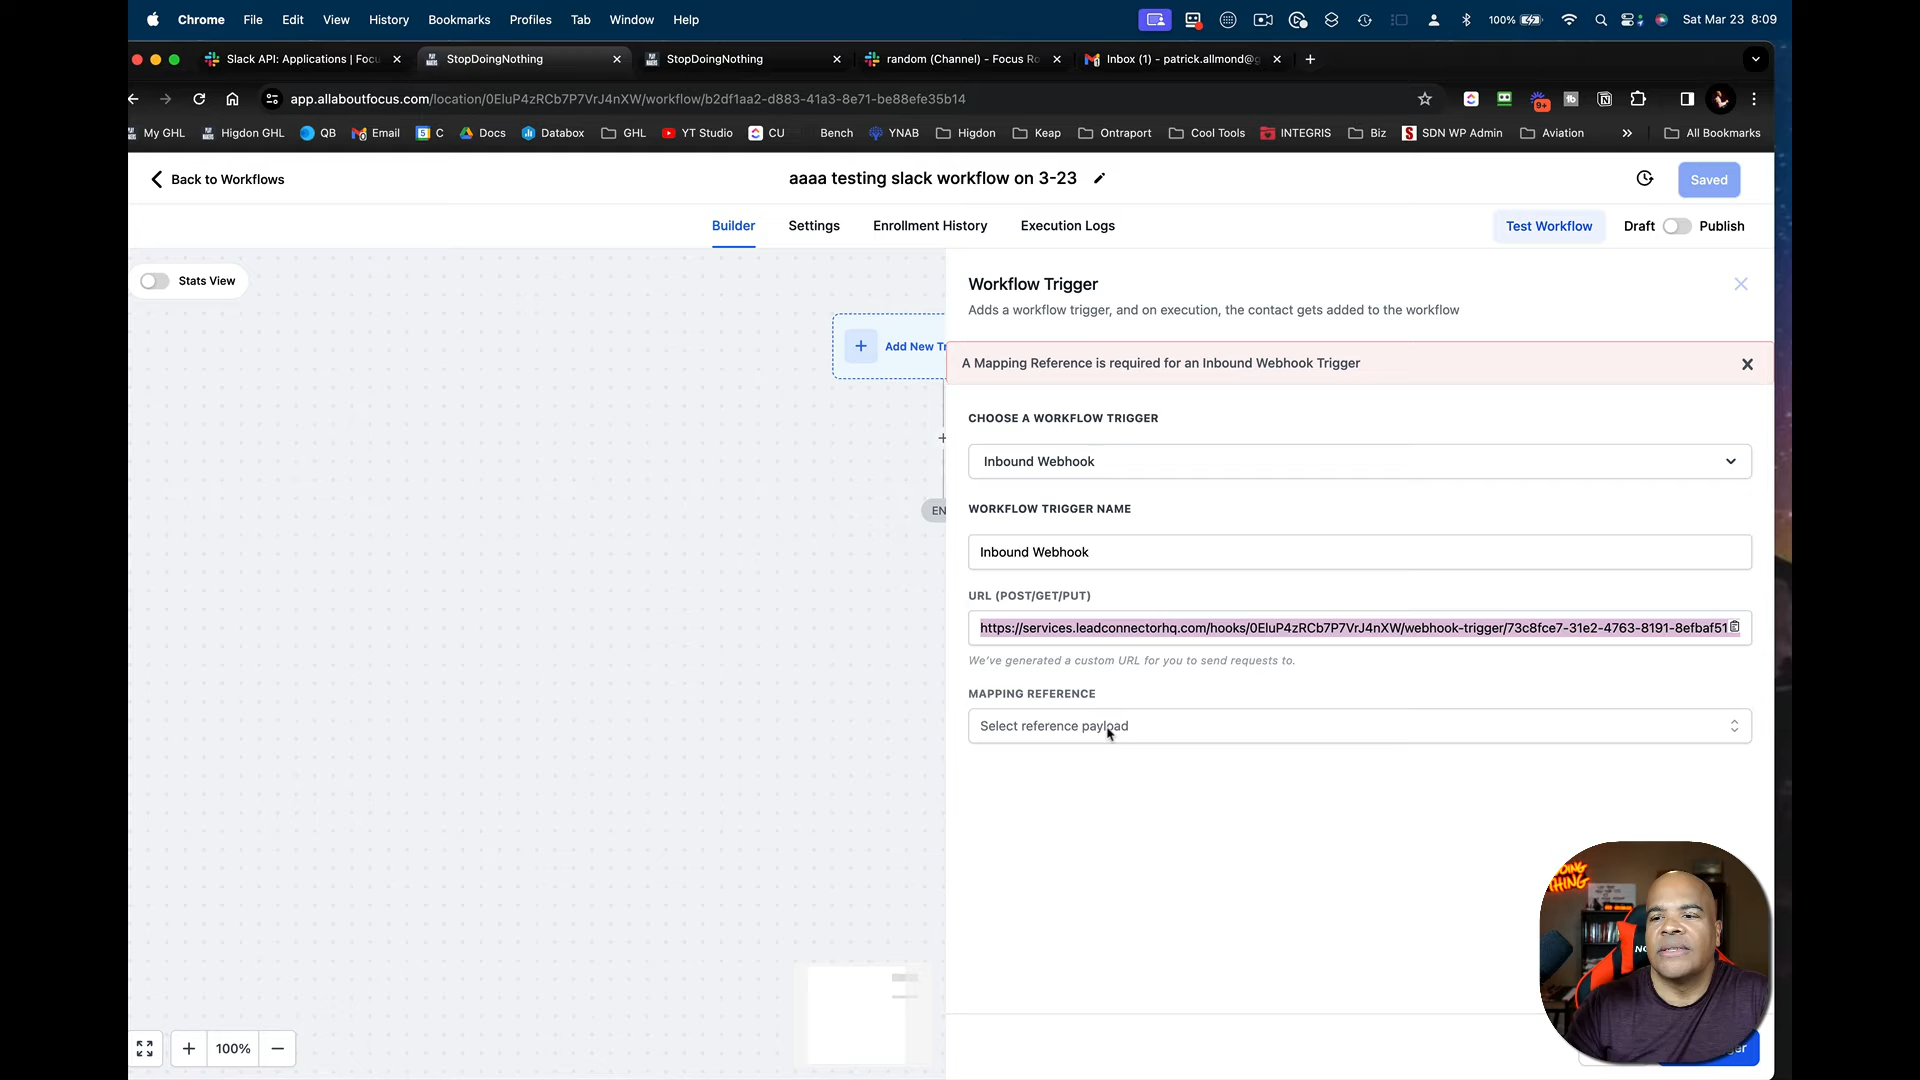 Chrome File Edit View History Bookmarks Profiles Tab Window Help 100% Sat Mar 23 8:09
Slack API: Applications | Focu StopDoingNothing StopDoingNothing random (Channel) - Focus Ro Inbox (1) - patrick.allmond@g
app.allaboutfocus.com/location/0EluP4zRCb7P7VrJ4nXW/workflow/b2df1aa2-d883-41a3-8e71-be88efe35b14 9+
My GHL Higdon GHL QB Email 5 C Docs Databox GHL YT Studio CU Bench YNAB Higdon Keap Ontraport Cool Tools INTEGRIS Biz S SDN WP Admin Aviation » All Bookmarks
Back to Workflows aaaa testing slack workflow on 3-23 Saved
Builder Settings Enrollment History Execution Logs Test Workflow Draft Publish
Stats View
Add New Tr
EN
100%
Workflow Trigger
Adds a workflow trigger, and on execution, the contact gets added to the workflow
A Mapping Reference is required for an Inbound Webhook Trigger
CHOOSE A WORKFLOW TRIGGER
Inbound Webhook
WORKFLOW TRIGGER NAME
Inbound Webhook
URL (POST/GET/PUT)
https://services.leadconnectorhq.com/hooks/0EluP4zRCb7P7VrJ4nXW/webhook-trigger/73c8fce7-31e2-4763-8191-8efbaf51
We've generated a custom URL for you to send requests to.
MAPPING REFERENCE
Select reference payload